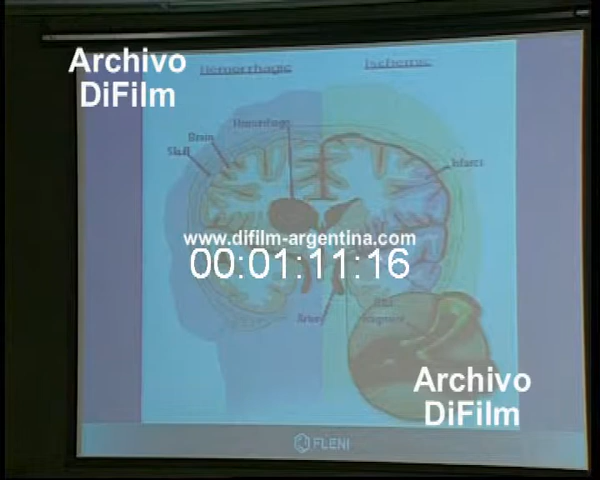 Archivo
DiFilm
Hemorrhagic
Ischemic
Hemorrhage
Brain
Skull
Infarct
www.difilm-argentina.com
00:01:11:16
Artery
fragment
Archivo
DiFilm
FLENI